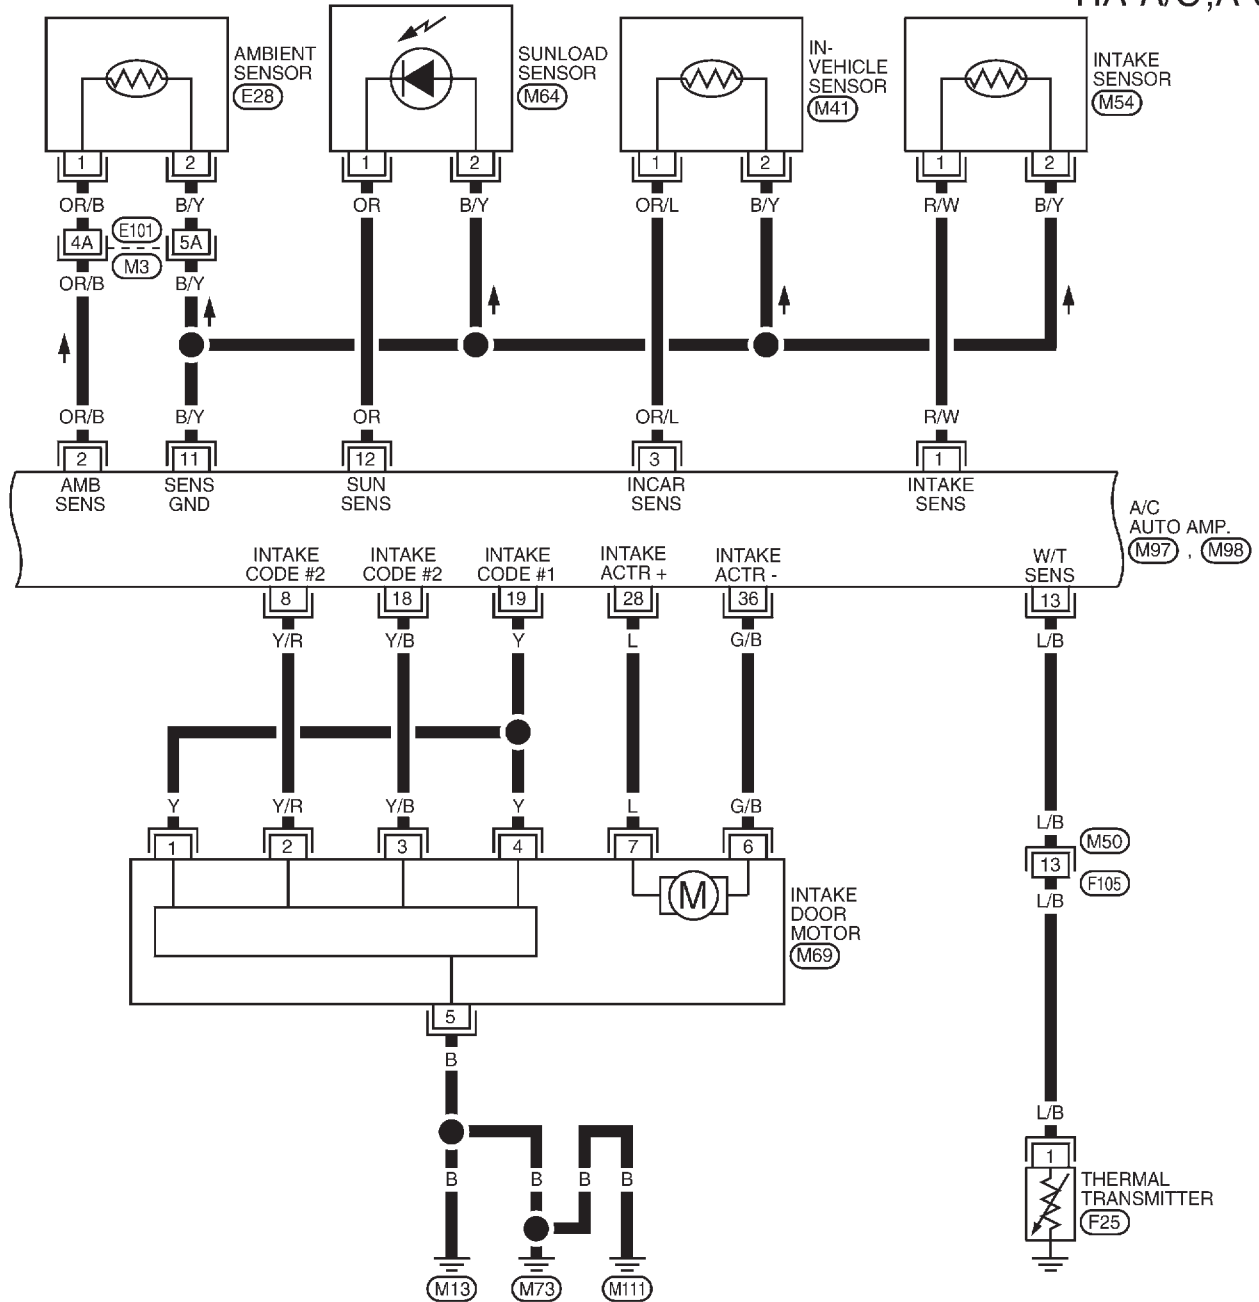 AMBIENT
SENSOR
E28
SUNLOAD
SENSOR
M64
IN-
VEHICLE
SENSOR
M41
INTAKE
SENSOR
M54
1 2 1 2 1 2 1 2
OR/B B/Y OR B/Y OR/L B/Y R/W B/Y
4A E101 5A
M3
OR/B B/Y
OR/B B/Y OR OR/L R/W
2 11 12 3 1
AMB
SENS
SENS
GND
SUN
SENS
INCAR
SENS
INTAKE
SENS
A/C
AUTO AMP.
M97 , M98
INTAKE
CODE #2
INTAKE
CODE #2
INTAKE
CODE #1
INTAKE
ACTR +
INTAKE
ACTR -
W/T
SENS
8 18 19 28 36 13
Y/R Y/B Y L G/B L/B
Y Y/R Y/B Y L G/B L/B
1 2 3 4 7 6
M50
13
F105
L/B
M
INTAKE
DOOR
MOTOR
M69
5
B
L/B
B B B B
1
THERMAL
TRANSMITTER
F25
M13 M73 M111